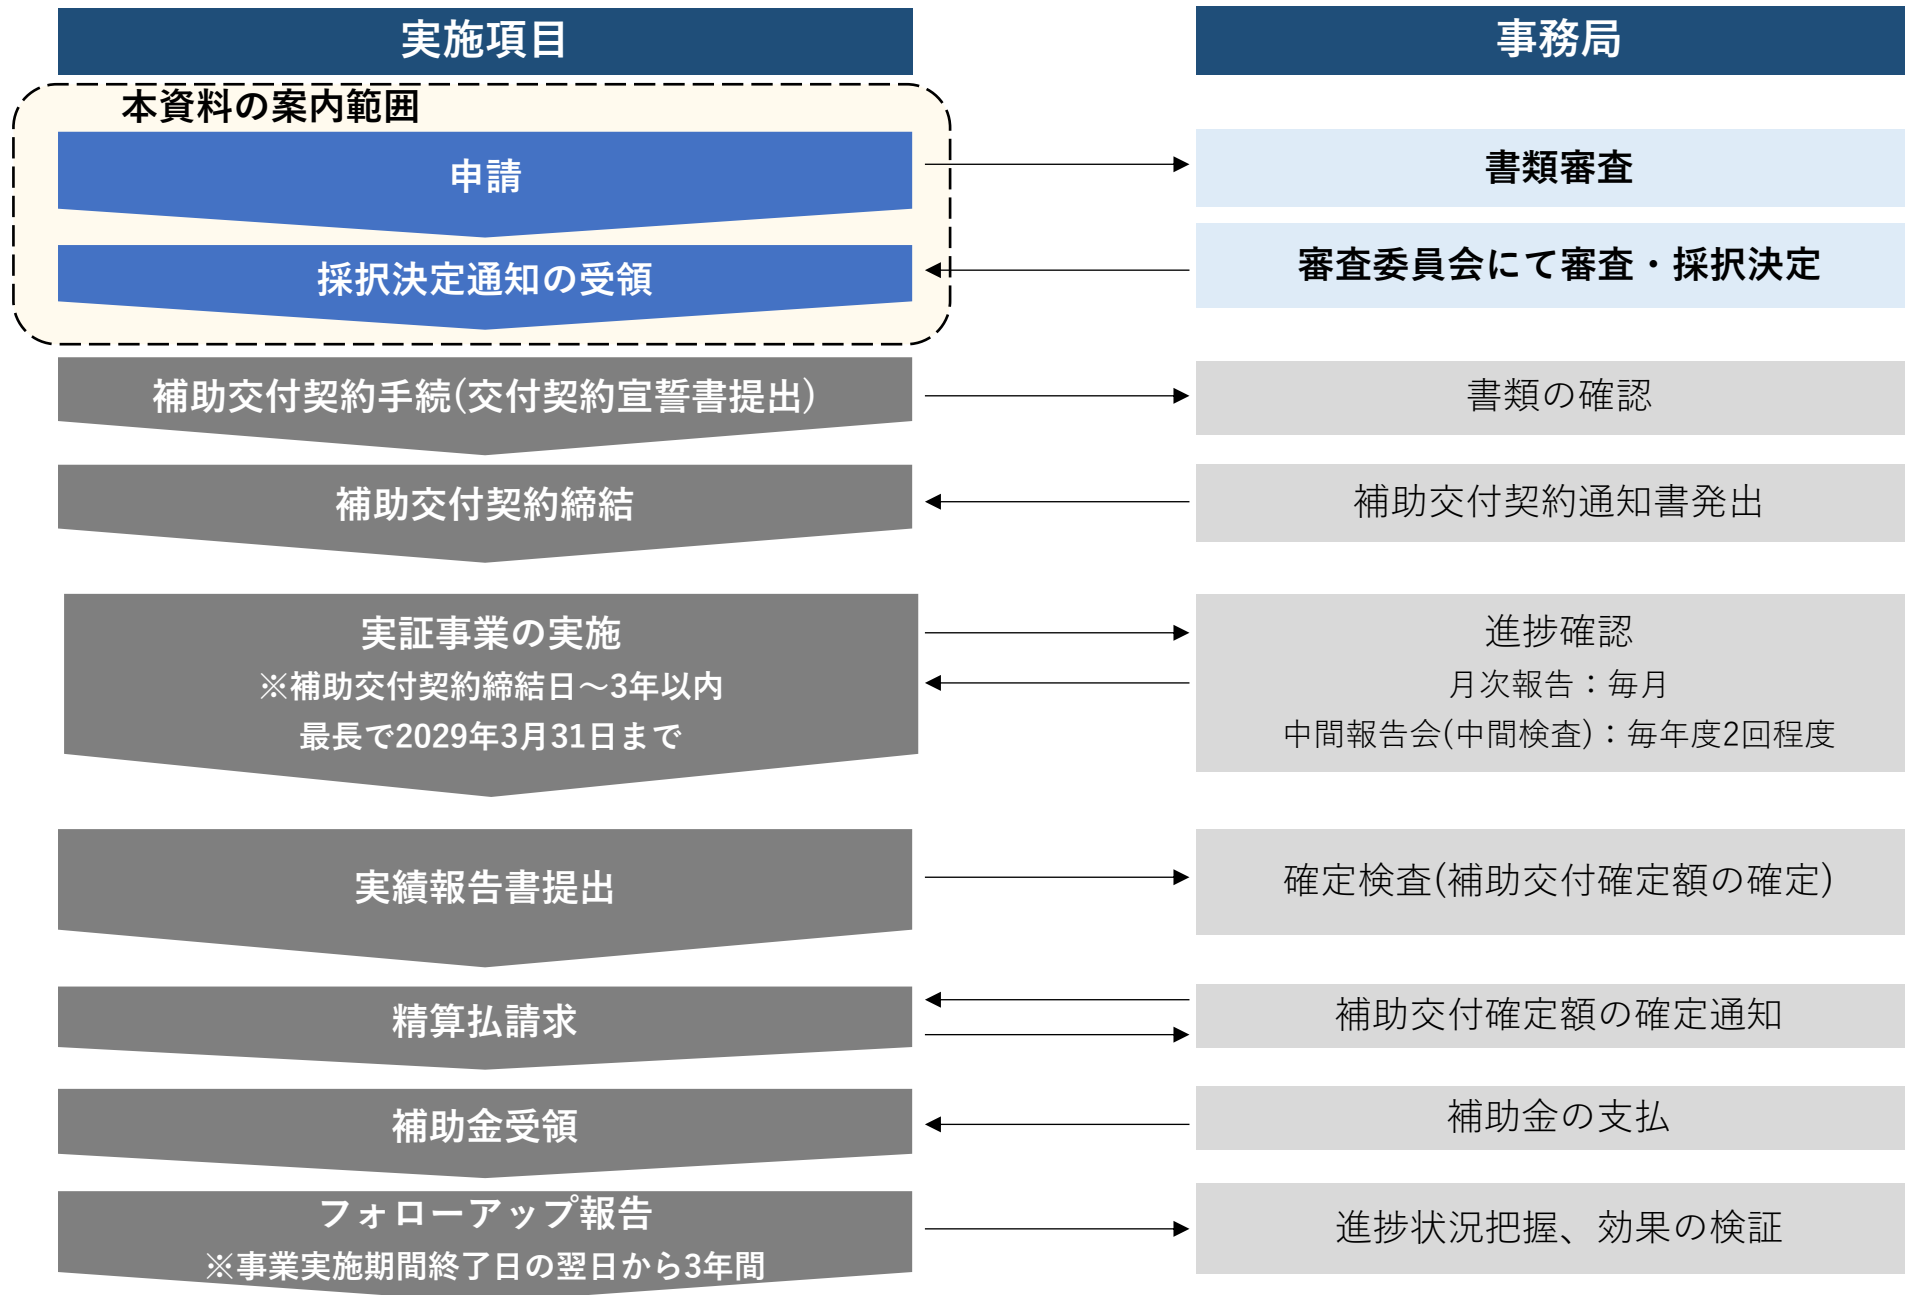 実施項目
事務局
本資料の案内範囲
申請
書類審査
採択決定通知の受領
審査委員会にて審査・採択決定
補助交付契約手続(交付契約宣誓書提出)
書類の確認
補助交付契約締結
補助交付契約通知書発出
実証事業の実施
※補助交付契約締結日～3年以内
最長で2029年3月31日まで
進捗確認
月次報告：毎月
中間報告会(中間検査)：毎年度2回程度
実績報告書提出
確定検査(補助交付確定額の確定)
精算払請求
補助交付確定額の確定通知
補助金受領
補助金の支払
フォローアップ報告
※事業実施期間終了日の翌日から3年間
進捗状況把握、効果の検証